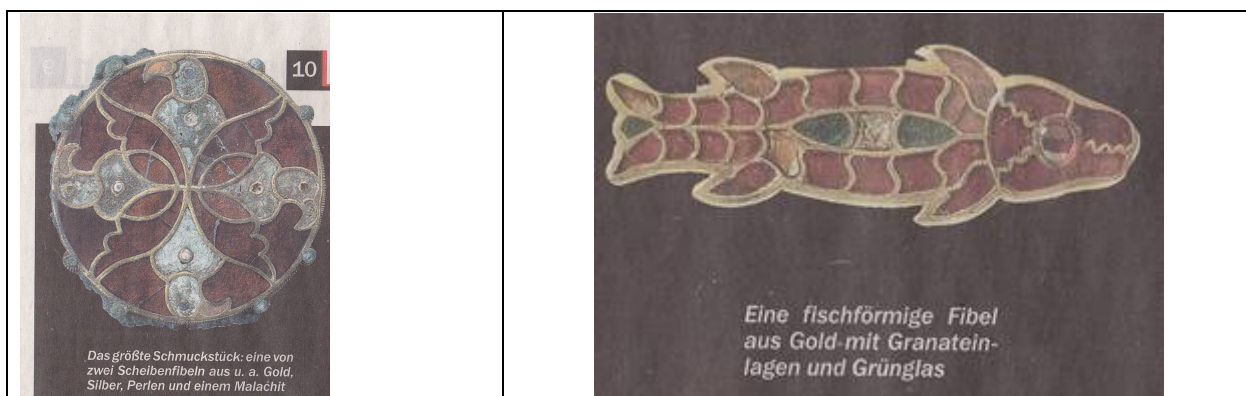 10
Das größte Schmuckstück: eine von
zwei Scheibenfibeln aus u. a. Gold,
Silber, Perlen und einem Malachit
Eine fischförmige Fibel
aus Gold mit Granatein-
lagen und Grünglas